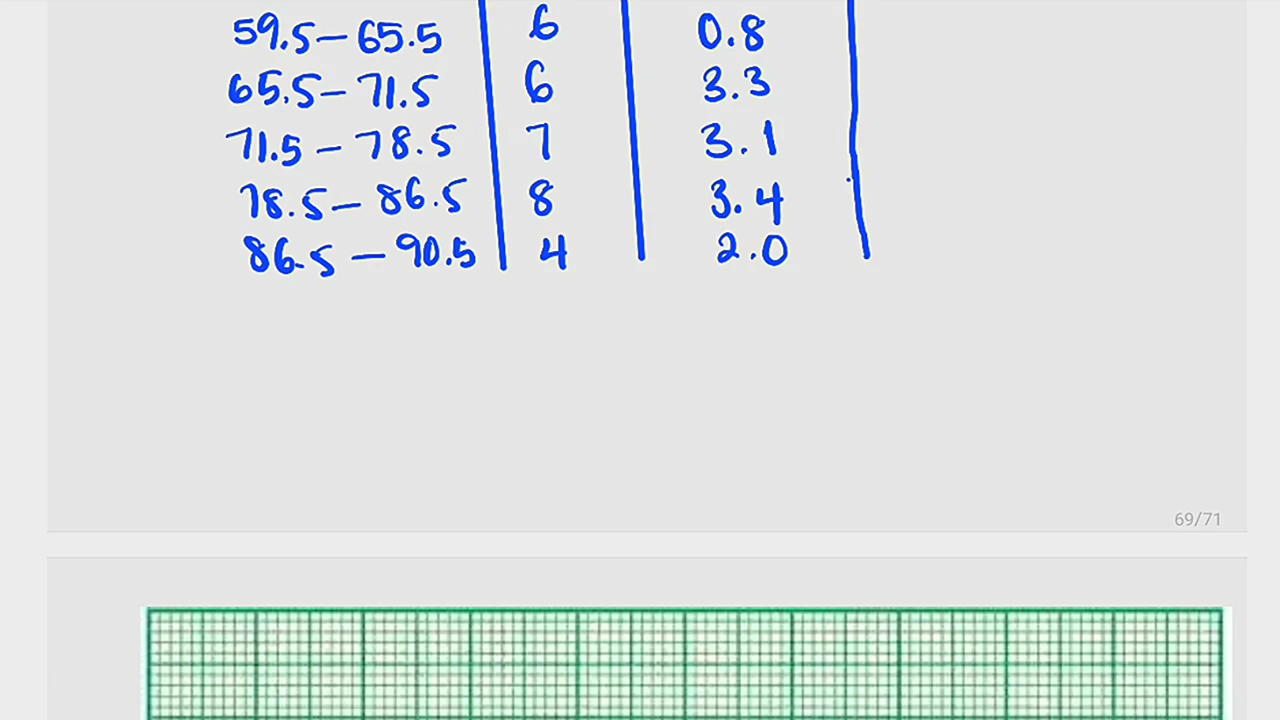 59.5 – 65.5 6 0.8
65.5 – 71.5 6 3.3
71.5 – 78.5 7 3.1
78.5 – 86.5 8 3.4
86.5 – 90.5 4 2.0
69/71